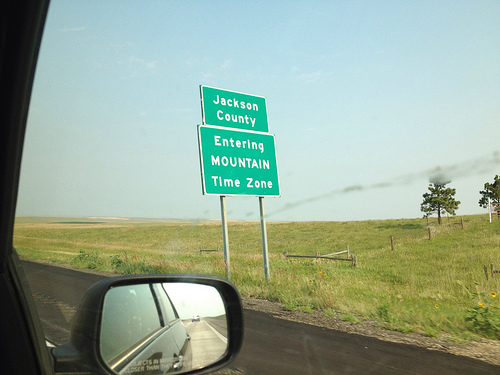 Jackson
County
Entering
MOUNTAIN
Time Zone